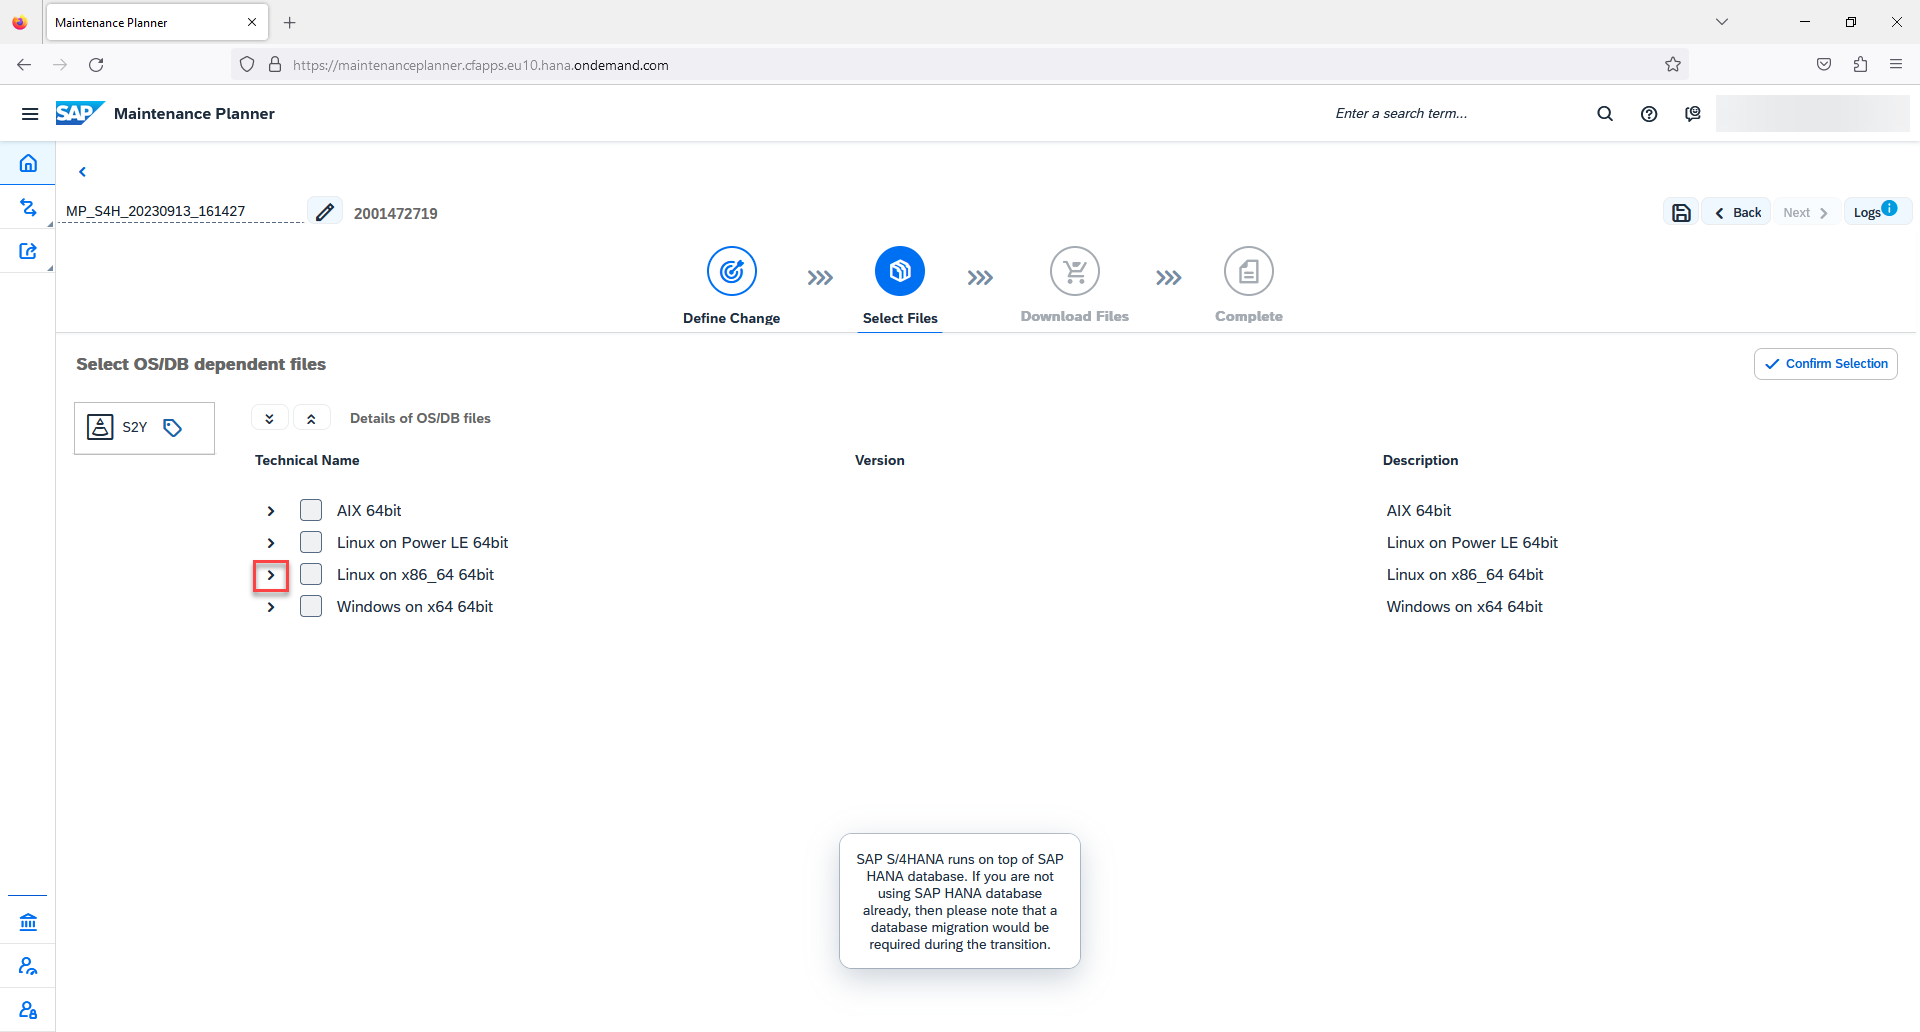 Maintenance Planner
https://maintenanceplanner.cfapps.eu10.hana.ondemand.com
SAP Maintenance Planner
Enter a search term...
MP_S4H_20230913_161427
2001472719
Back
Next
Logs
Define Change
Select Files
Download Files
Complete
Select OS/DB dependent files
Confirm Selection
S2Y
Details of OS/DB files
Technical Name Version Description
AIX 64bit AIX 64bit
Linux on Power LE 64bit Linux on Power LE 64bit
Linux on x86_64 64bit Linux on x86_64 64bit
Windows on x64 64bit Windows on x64 64bit
SAP S/4HANA runs on top of SAP
HANA database. If you are not
using SAP HANA database
already, then please note that a
database migration would be
required during the transition.